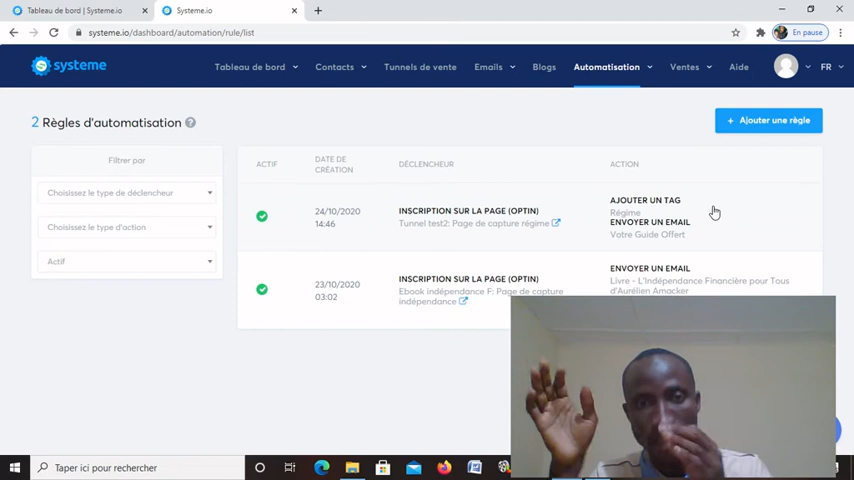 Tableau de bord | Systeme.io
Systeme.io
systeme.io/dashboard/automation/rule/list
En pause
systeme
Tableau de bord
Contacts
Tunnels de vente
Emails
Blogs
Automatisation
Ventes
Aide
FR
2 Règles d'automatisation
+ Ajouter une règle
Filtrer par
Choisissez le type de déclencheur
Choisissez le type d'action
Actif
ACTIF
DATE DE
CRÉATION
DÉCLENCHEUR
ACTION
24/10/2020
14:46
INSCRIPTION SUR LA PAGE (OPTIN)
Tunnel test2: Page de capture régime
AJOUTER UN TAG
Régime
ENVOYER UN EMAIL
Votre Guide Offert
23/10/2020
03:02
INSCRIPTION SUR LA PAGE (OPTIN)
Ebook indépendance F: Page de capture
indépendance
ENVOYER UN EMAIL
Livre - L'Indépendance Financière pour Tous
d'Aurélien Amacker
Taper ici pour rechercher